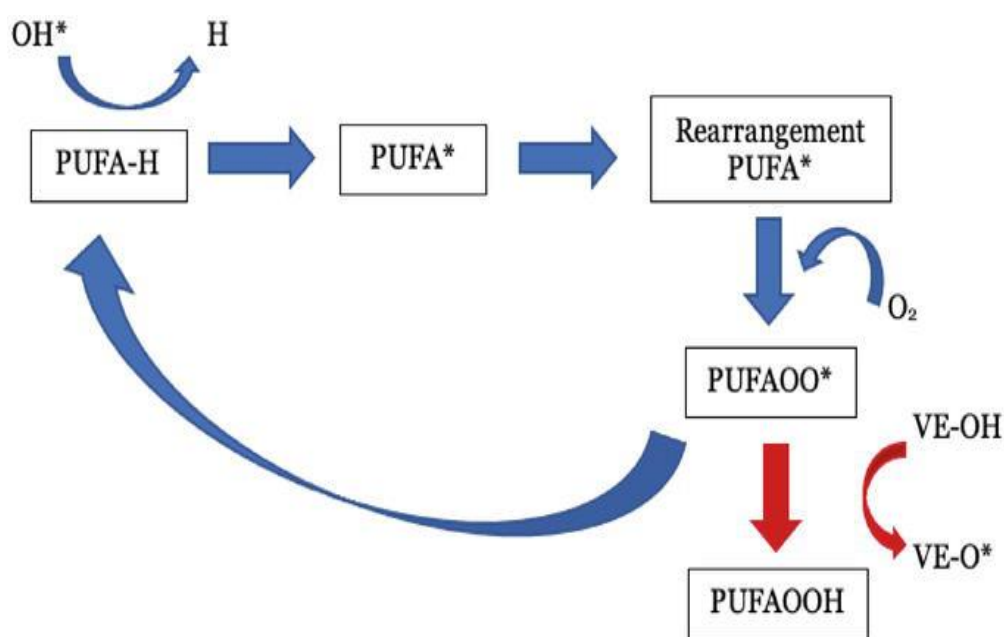 OH*
H
PUFA-H
PUFA*
Rearrangement
PUFA*
O₂
PUFAOO*
VE-OH
VE-O*
PUFAOOH